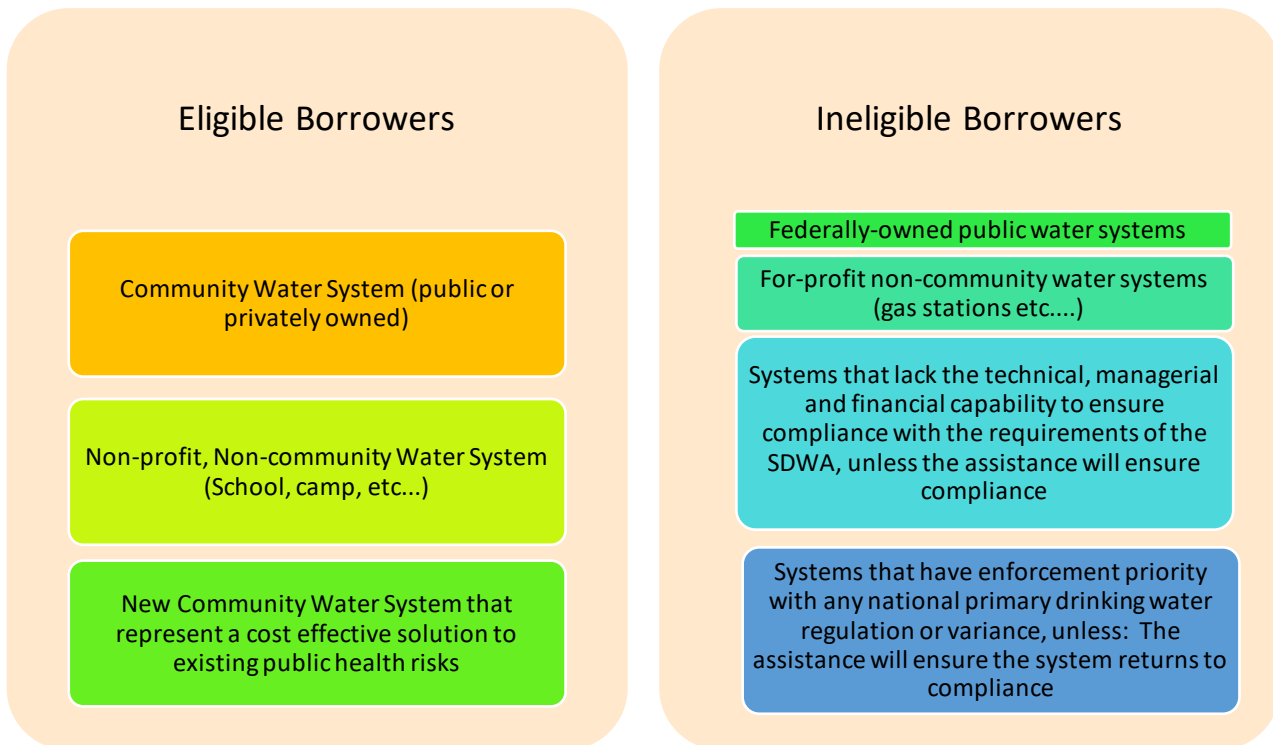 Eligible Borrowers
Community Water System (public or
privately owned)
Non-profit, Non-community Water System
(School, camp, etc...)
New Community Water System that
represent a cost effective solution to
existing public health risks
Ineligible Borrowers
Federally-owned public water systems
For-profit non-community water systems
(gas stations etc....)
Systems that lack the technical, managerial
and financial capability to ensure
compliance with the requirements of the
SDWA, unless the assistance will ensure
compliance
Systems that have enforcement priority
with any national primary drinking water
regulation or variance, unless: The
assistance will ensure the system returns to
compliance